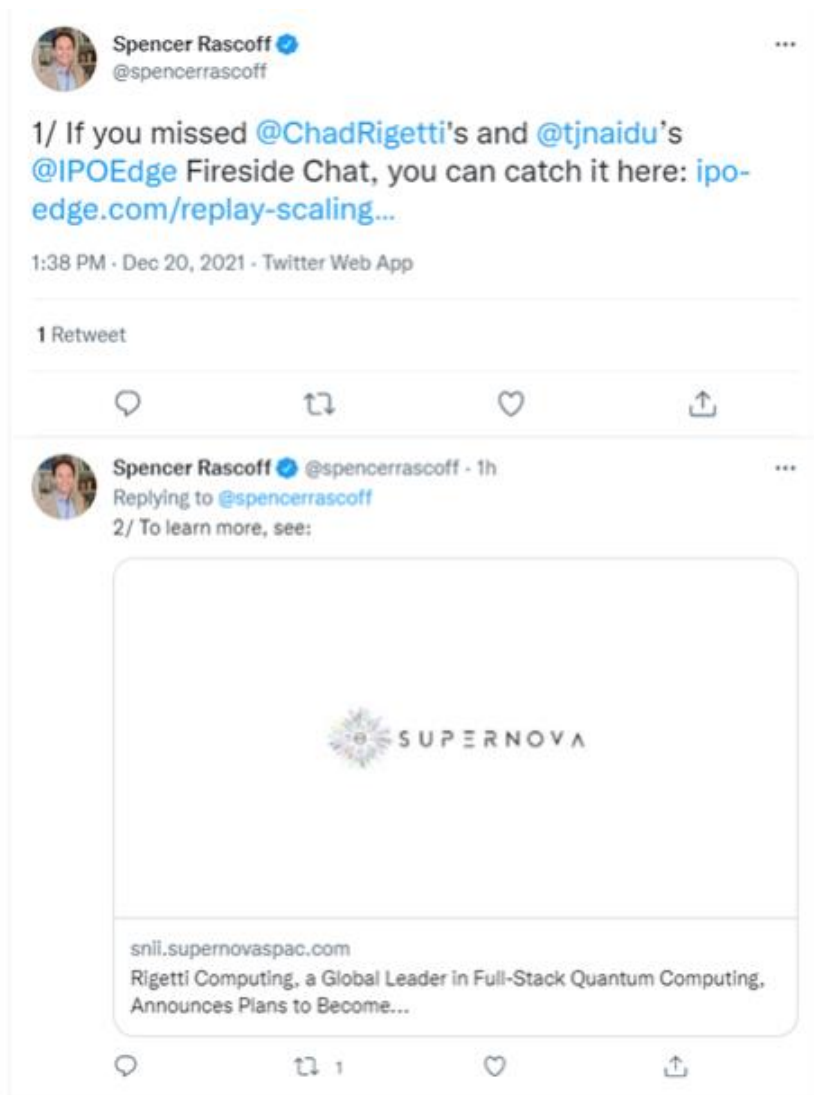 Spencer Rascoff
@spencerrascoff
1/ If you missed @ChadRigetti's and @tjnaidu's
@IPOEdge Fireside Chat, you can catch it here: ipo-
edge.com/replay-scaling...
1:38 PM · Dec 20, 2021 · Twitter Web App
1 Retweet
Spencer Rascoff @spencerrascoff · 1h
Replying to @spencerrascoff
2/ To learn more, see:
SUPERNOVA
snii.supernovaspac.com
Rigetti Computing, a Global Leader in Full-Stack Quantum Computing,
Announces Plans to Become...
1